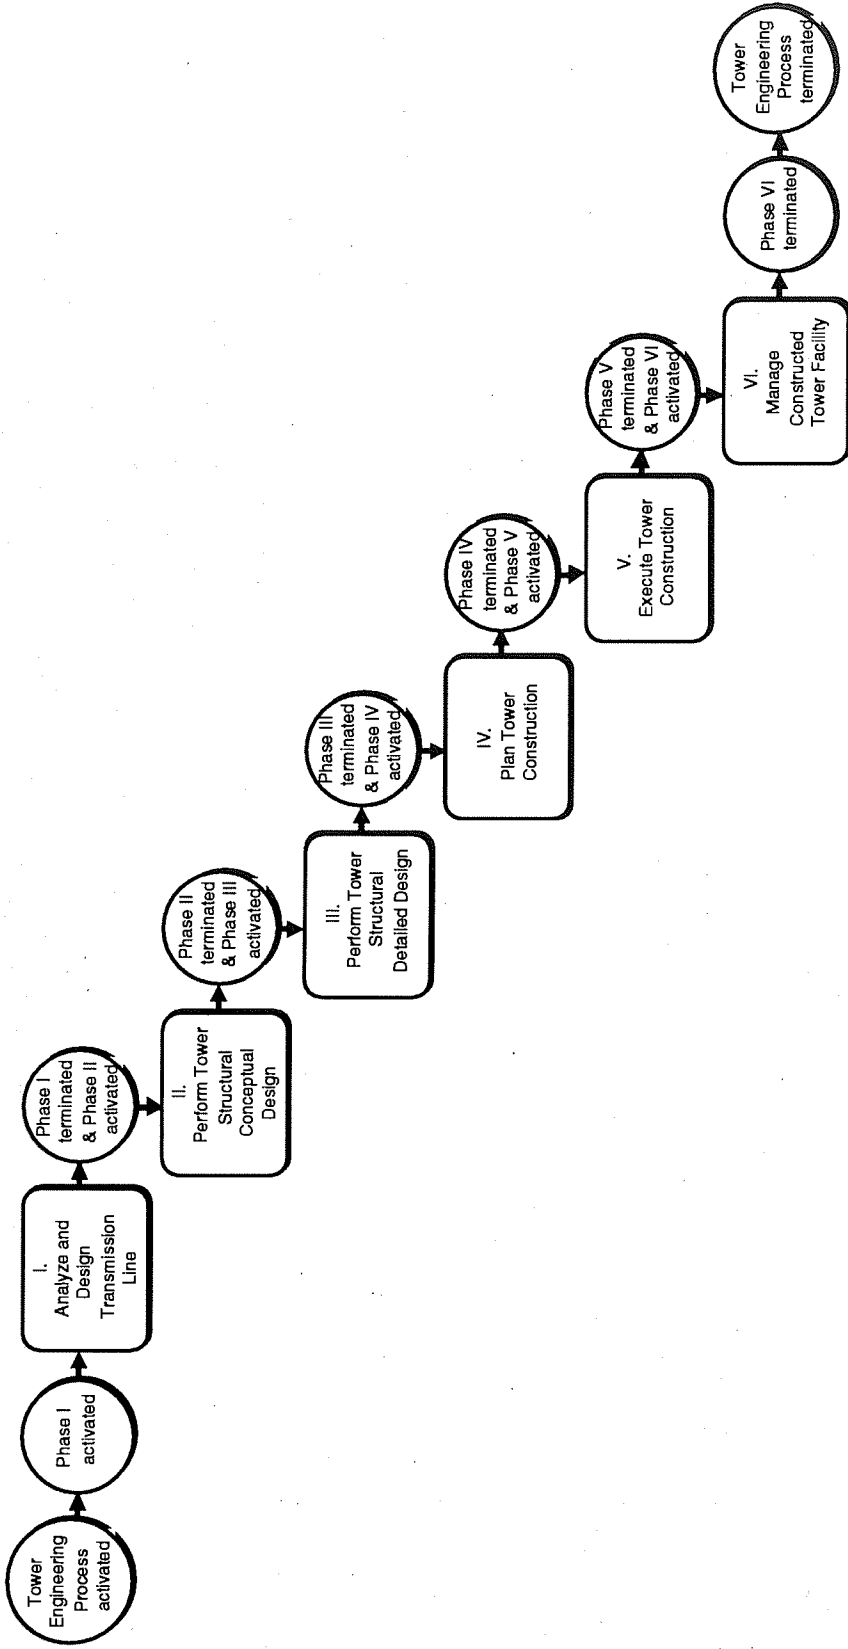 Tower
Engineering
Process
activated
Phase I
activated
I.
Analyze and
Design
Transmission
Line
Phase I
terminated
& Phase II
activated
II.
Perform Tower
Structural
Conceptual
Design
Phase II
terminated
& Phase III
activated
III.
Perform Tower
Structural
Detailed Design
Phase III
terminated
& Phase IV
activated
IV.
Plan Tower
Construction
Phase IV
terminated
& Phase V
activated
V.
Execute Tower
Construction
Phase V
terminated
& Phase VI
activated
VI.
Manage
Constructed
Tower Facility
Phase VI
terminated
Tower
Engineering
Process
terminated